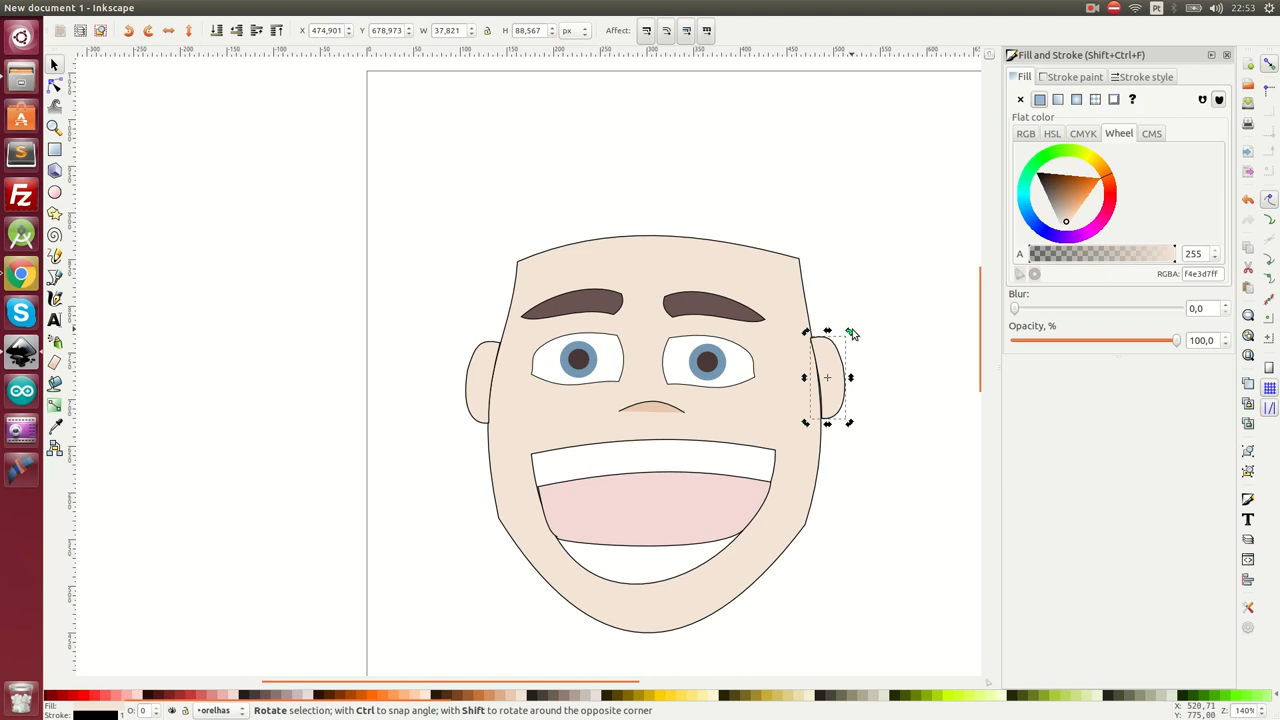 New document 1 - Inkscape
Pt 22:53
X 474,901 Y 678,973 W 37,821 H 88,567 px Affect:
Fill and Stroke (Shift+Ctrl+F)
Fill Stroke paint Stroke style
?
Flat color
RGB HSL CMYK Wheel CMS
A 255
RGBA: f4e3d7ff
Blur:
0,0
Opacity, %
100,0
Fill:
Stroke: 1 O: 0 •orelhas Rotate selection; with Ctrl to snap angle; with Shift to rotate around the opposite corner
X: 520,71
Y: 775,00
Z: 140%